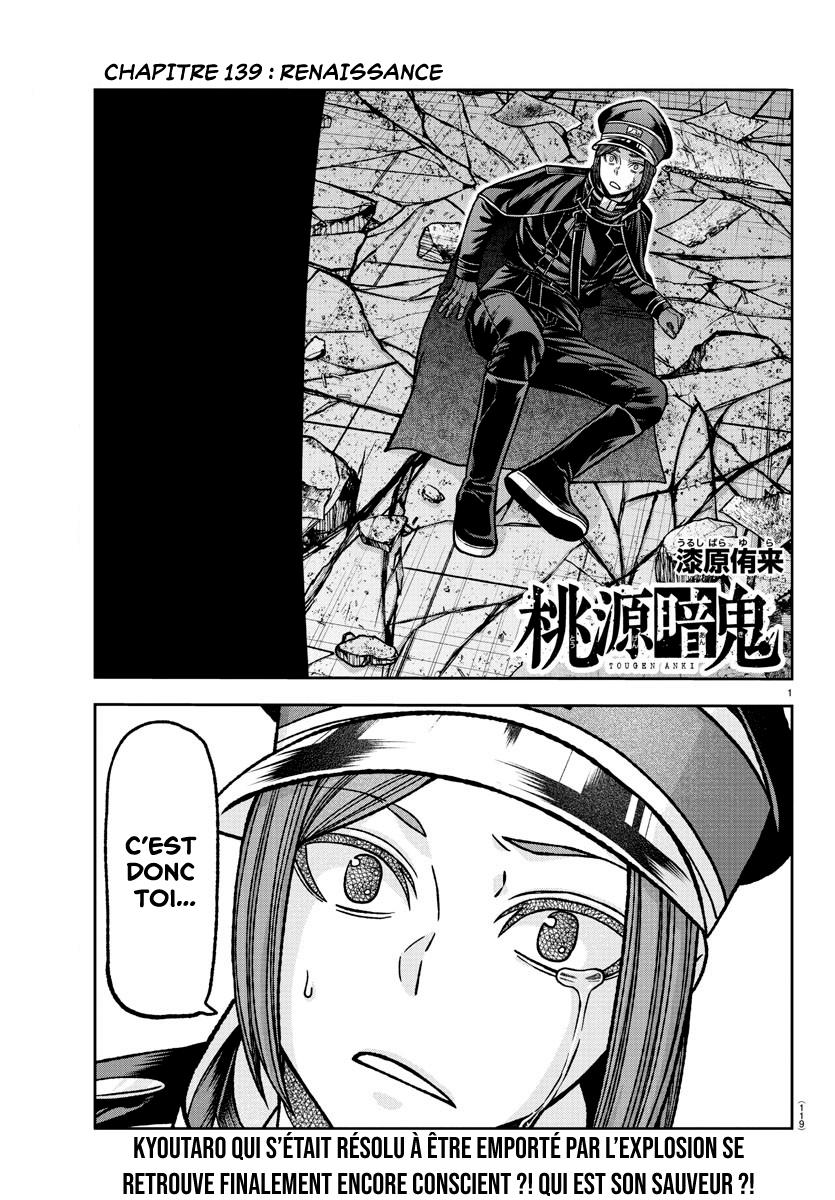 CHAPITRE 139 : RENAISSANCE
うるしばら ゆら
漆原侑来
桃源暗鬼
あん
TOUGEN ANKI
1
C'EST
DONC
TOI...
(119)
KYOUTARO QUI S'ÉTAIT RÉSOLU À ÊTRE EMPORTÉ PAR L'EXPLOSION SE
RETROUVE FINALEMENT ENCORE CONSCIENT ?! QUI EST SON SAUVEUR ?!